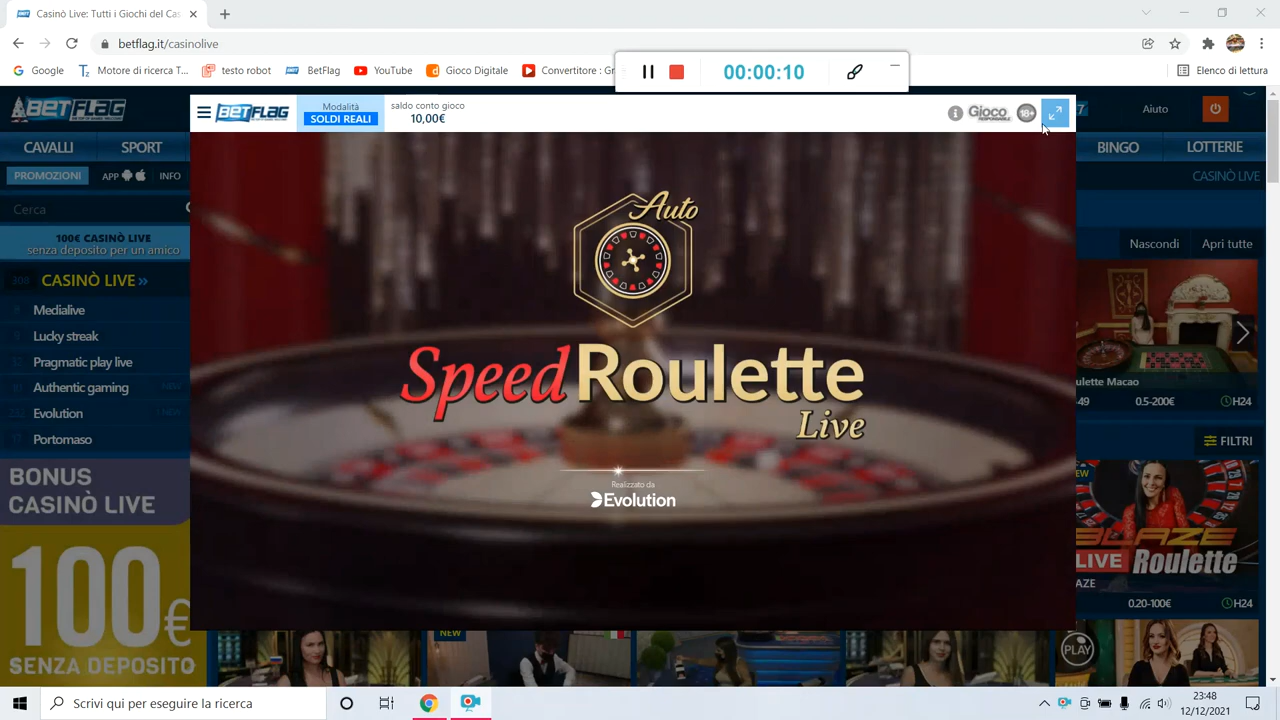 Casinò Live: Tutti i Giochi del Cas
betflag.it/casinolive
Google
Motore di ricerca T...
testo robot
BetFlag
YouTube
Gioco Digitale
Convertitore : Gr
Elenco di lettura
00:00:10
BETFLAG
Modalità
SOLDI REALI
saldo conto gioco
10,00€
Gioco
RESPONSABILE
18+
Aiuto
CAVALLI
SPORT
BINGO
LOTTERIE
PROMOZIONI
APP
INFO
CASINÒ LIVE
Cerca
100€ CASINÒ LIVE
senza deposito per un amico
Nascondi
Apri tutte
CASINÒ LIVE
Medialive
Lucky streak
Pragmatic play live
Authentic gaming
NEW
Evolution
Portomaso
BONUS
CASINÒ LIVE
100€
SENZA DEPOSITO
Auto
Speed Roulette
Live
Realizzato da
Evolution
ulette Macao
0.5-200€
H24
FILTRI
LIVE Roulette
0.20-100€
H24
NEW
PLAY
Scrivi qui per eseguire la ricerca
23:48
12/12/2021